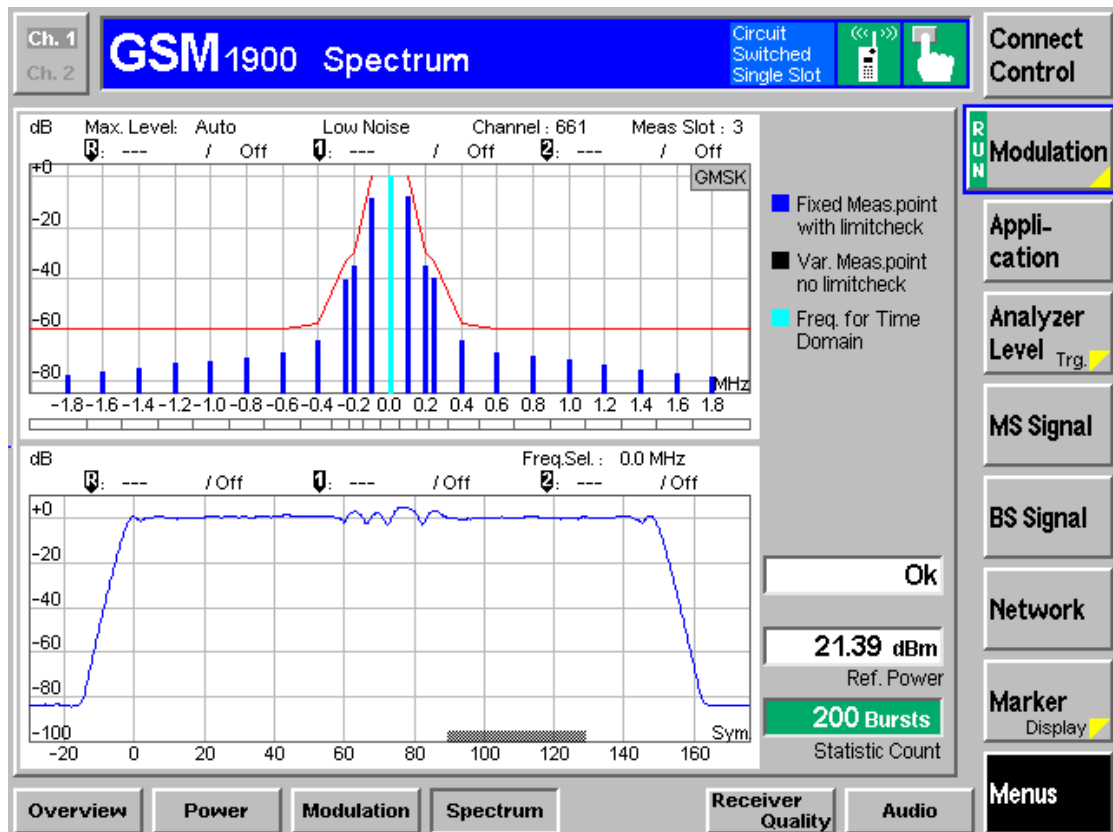 Ch. 1
Ch. 2
GSM 1900 Spectrum
Circuit
Switched
Single Slot
Connect
Control
dB Max. Level: Auto Low Noise Channel : 661 Meas Slot : 3
R: --- / Off 1: --- / Off 2: --- / Off
+0
GMSK
-20
-40
-60
-80
MHz
-1.8 -1.6 -1.4 -1.2 -1.0 -0.8 -0.6 -0.4 -0.2 0.0 0.2 0.4 0.6 0.8 1.0 1.2 1.4 1.6 1.8
Fixed Meas.point
with limitcheck
Var. Meas.point
no limitcheck
Freq. for Time
Domain
dB Freq.Sel. : 0.0 MHz
R: --- / Off 1: --- / Off 2: --- / Off
+0
-20
-40
-60
-80
-100
Sym
-20 0 20 40 60 80 100 120 140 160
Ok
21.39 dBm
Ref. Power
200 Bursts
Statistic Count
RUN
Modulation
Appli-
cation
Analyzer
Level Trg.
MS Signal
BS Signal
Network
Marker
Display
Menus
Overview
Power
Modulation
Spectrum
Receiver
Quality
Audio